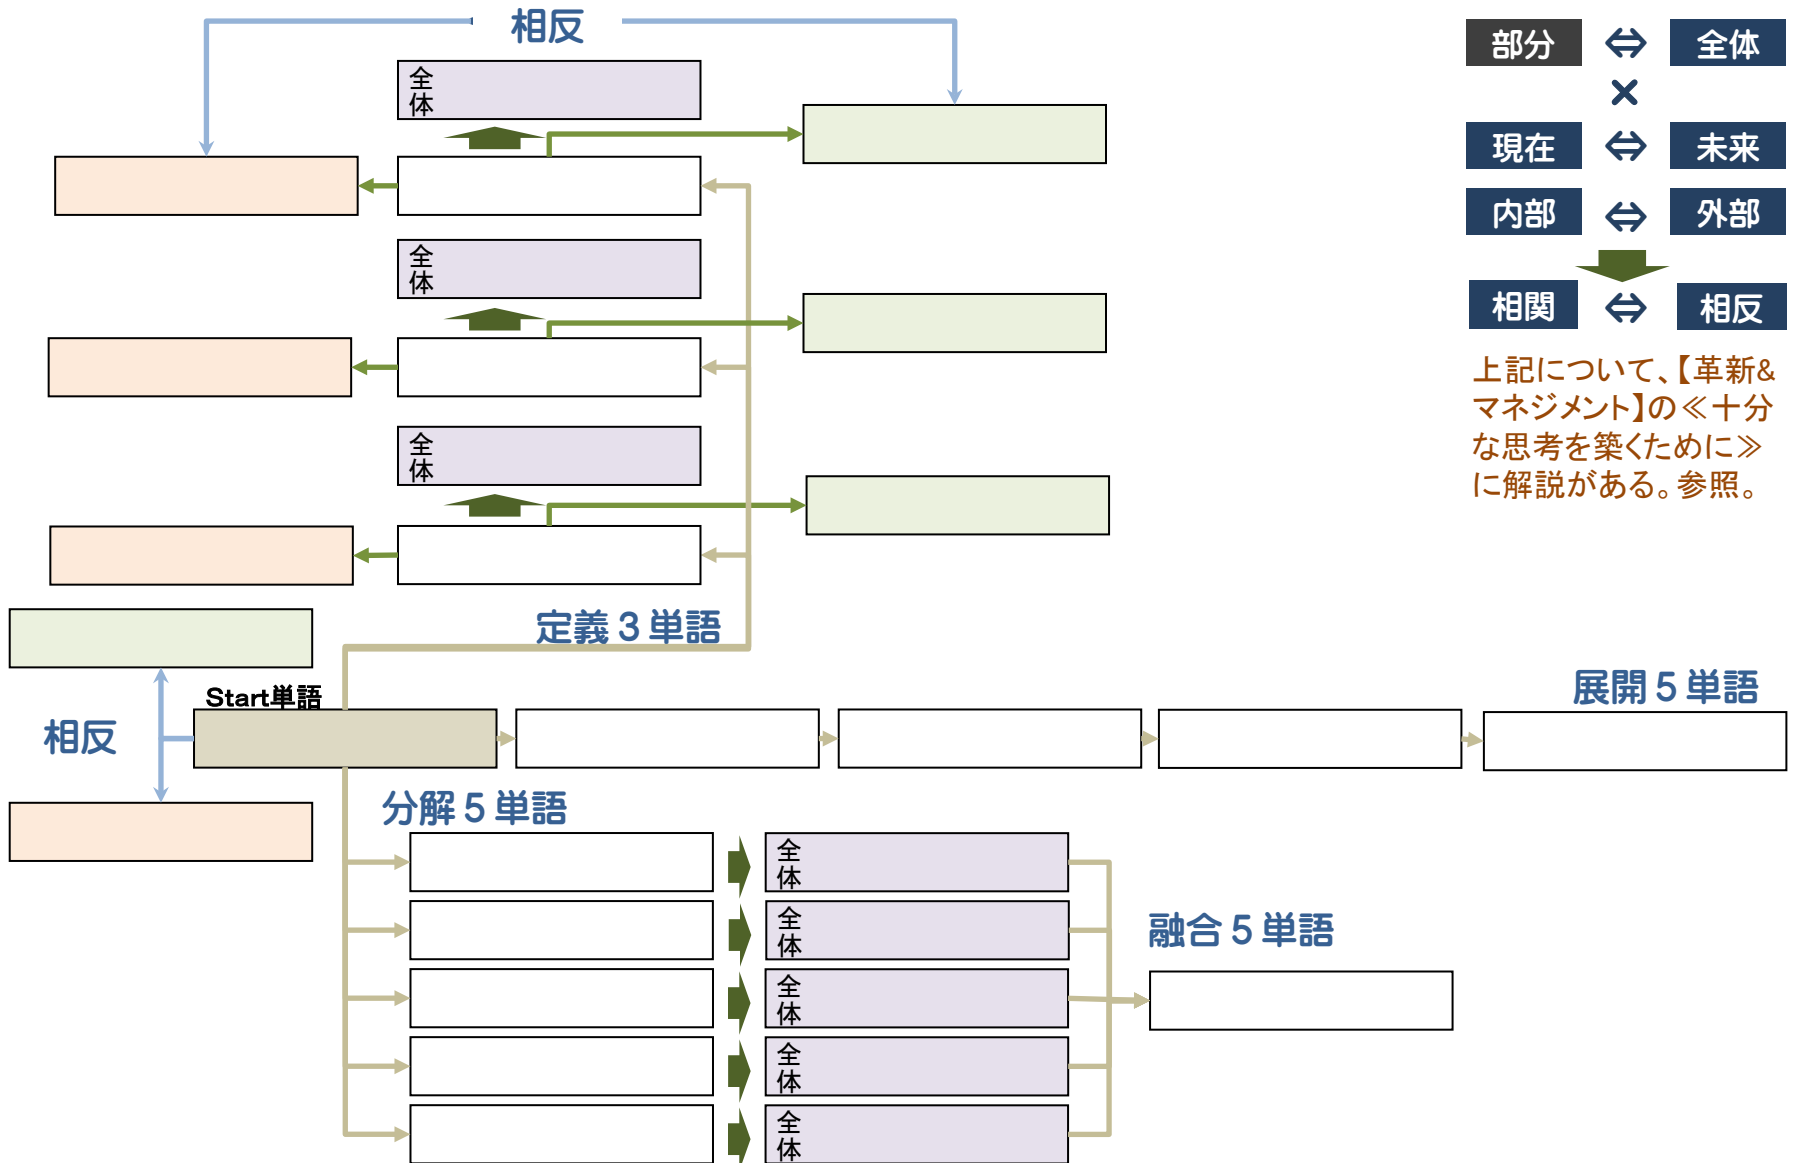 相反
部分
⇔
全体
×
現在
⇔
未来
内部
⇔
外部
相関
⇔
相反
上記について、【革新&
マネジメント】の≪十分
な思考を築くために≫
に解説がある。参照。
全
体
全
体
全
体
定義3単語
Start単語
相反
展開5単語
分解5単語
全
体
全
体
全
体
全
体
全
体
融合5単語